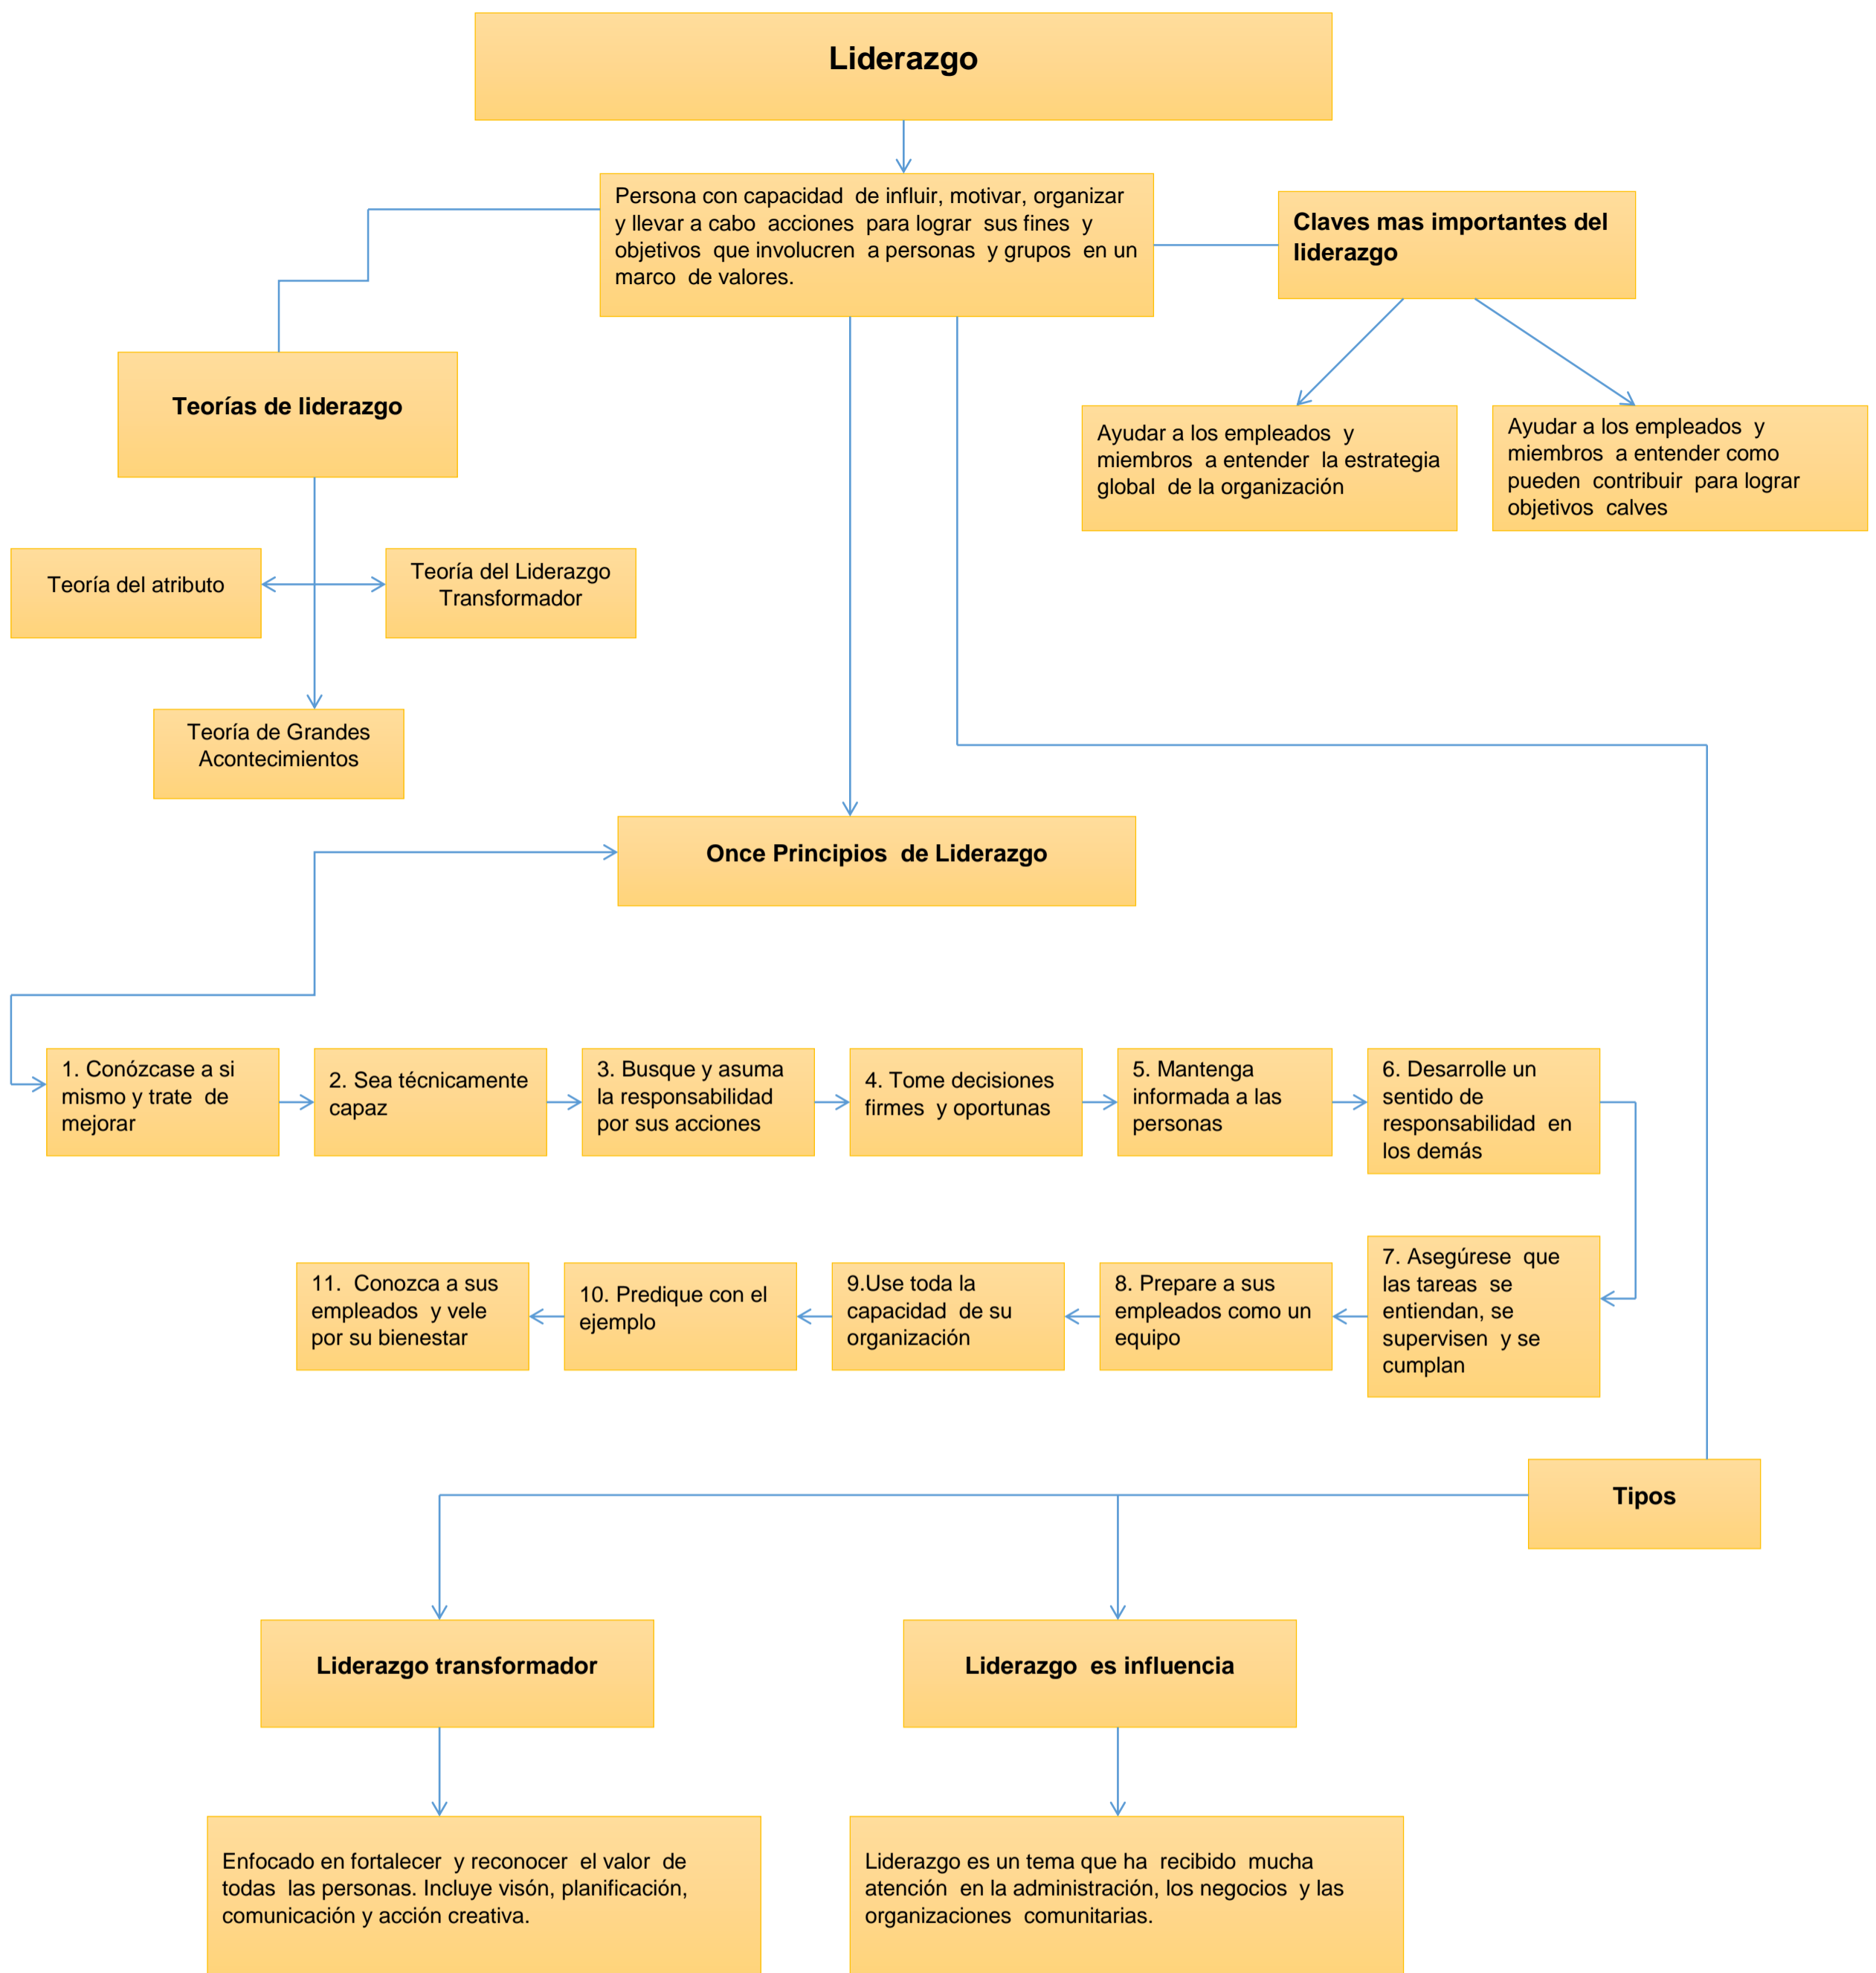 Liderazgo
Persona con capacidad de influir, motivar, organizar
y llevar a cabo acciones para lograr sus fines y
objetivos que involucren a personas y grupos en un
marco de valores.
Claves mas importantes del
liderazgo
Teorías de liderazgo
Ayudar a los empleados y
miembros a entender la estrategia
global de la organización
Ayudar a los empleados y
miembros a entender como
pueden contribuir para lograr
objetivos calves
Teoría del atributo
Teoría del Liderazgo
Transformador
Teoría de Grandes
Acontecimientos
Once Principios de Liderazgo
1. Conózcase a si
mismo y trate de
mejorar
2. Sea técnicamente
capaz
3. Busque y asuma
la responsabilidad
por sus acciones
4. Tome decisiones
firmes y oportunas
5. Mantenga
informada a las
personas
6. Desarrolle un
sentido de
responsabilidad en
los demás
7. Asegúrese que
las tareas se
entiendan, se
supervisen y se
cumplan
8. Prepare a sus
empleados como un
equipo
9.Use toda la
capacidad de su
organización
10. Predique con el
ejemplo
11. Conozca a sus
empleados y vele
por su bienestar
Tipos
Liderazgo transformador
Liderazgo es influencia
Enfocado en fortalecer y reconocer el valor de
todas las personas. Incluye visón, planificación,
comunicación y acción creativa.
Liderazgo es un tema que ha recibido mucha
atención en la administración, los negocios y las
organizaciones comunitarias.